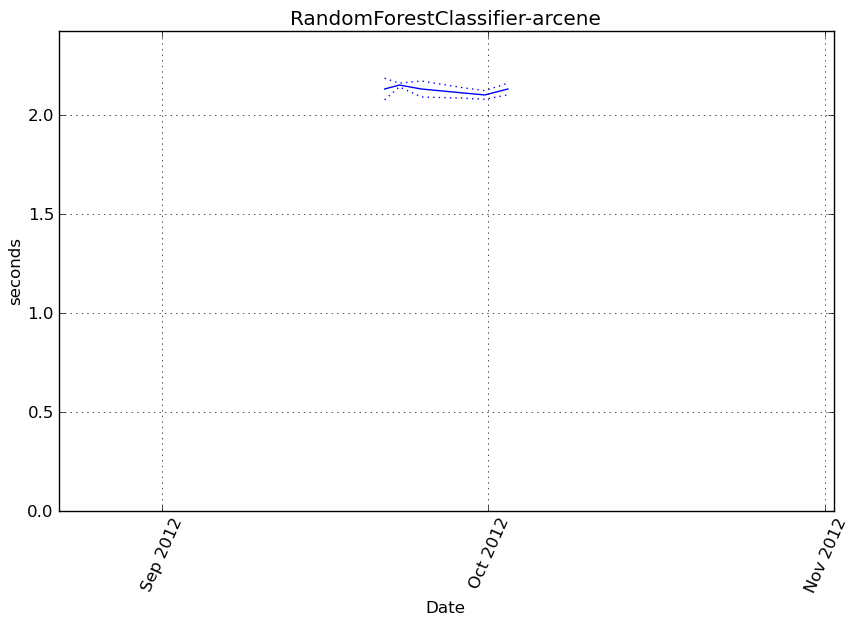 RandomForestClassifier-arcene
seconds
2.0
1.5
1.0
0.5
0.0
Sep 2012
Oct 2012
Nov 2012
Date